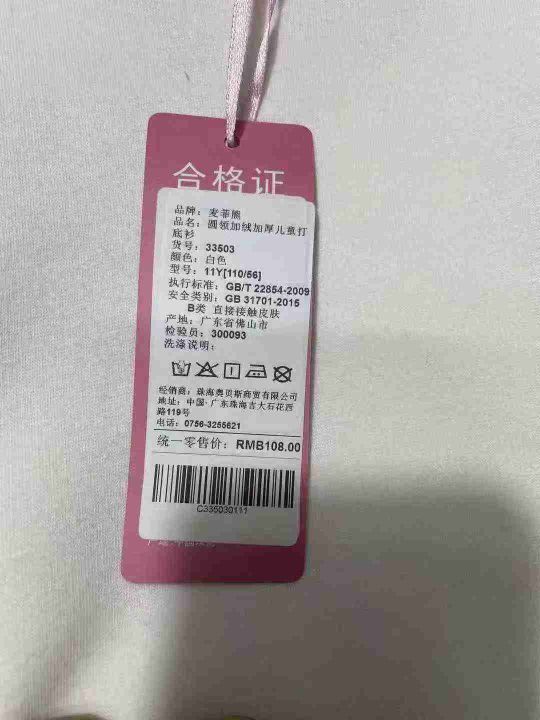 合格证
品牌：麦菲熊
品名：圆领加绒加厚儿童打
底衫
货号：33503
颜色：白色
型号：11Y[110/56]
执行标准：GB/T 22854-2009
安全类别：GB 31701-2015
B类 直接接触皮肤
产地：广东省佛山市
检验员：300093
洗涤说明：
经销商：珠海奥贝斯商贸有限公司
地址：中国·广东珠海吉大石花西
路119号
电话：0756-3255621
统一零售价：RMB108.00
C335030111